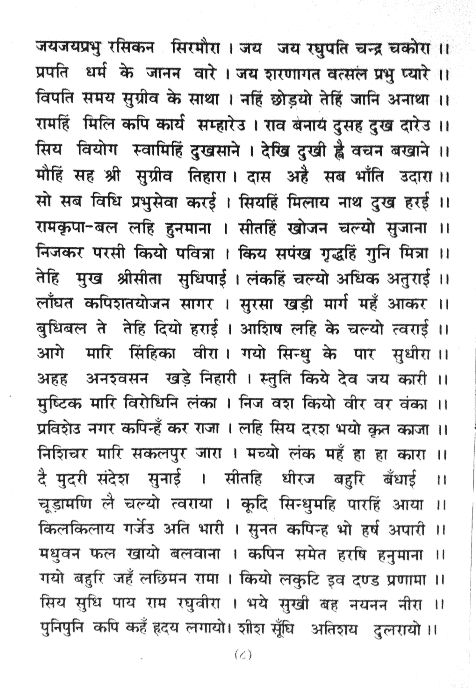 जयजयप्रभु रसिकन सिरमौरा । जय जय रघुपति चन्द्र चकोरा ।।
प्रपति धर्म के जानन वारे । जय शरणागत वत्सल प्रभु प्यारे ।।
विपति समय सुग्रीव के साथा । नहिं छोड़यो तेहिं जानि अनाथा ।।
रामहिं मिलि कपि कार्य सम्हारेउ । राव बनाय दुसह दुख दारेउ ।।
सिय वियोग स्वामिहिं दुखसाने । देखि दुखी ह्वै वचन बखाने ।।
मौहिं सह श्री सुग्रीव तिहारा । दास अहै सब भाँति उदारा ।।
सो सब विधि प्रभुसेवा करई । सियहिं मिलाय नाथ दुख हरई ।।
रामकृपा-बल लहि हुनमाना । सीतहिं खोजन चल्यो सुजाना ।।
निजकर परसी कियो पवित्रा । किय सपंख गृद्धहिं गुनि मित्रा ।।
तेहि मुख श्रीसीता सुधिपाई । लंकहिं चल्यो अधिक अतुराई ।।
लाँघत कपिशतयोजन सागर । सुरसा खड़ी मार्ग महँ आकर ।।
बुधिबल ते तेहि दियो हराई । आशिष लहि के चल्यो त्वराई ।।
आगे मारि सिंहिका वीरा । गयो सिन्धु के पार सुधीरा ।।
अहह अनश्वसन खड़े निहारी । स्तुति किये देव जय कारी ।।
मुष्टिक मारि विरोधिनि लंका । निज वश कियो वीर वर वंका ।।
प्रविशेउ नगर कपिन्हँ कर राजा । लहि सिय दरश भयो कृत काजा ।।
निशिचर मारि सकलपुर जारा । मच्यो लंक महँ हा हा कारा ।।
दै मुदरी संदेश सुनाई । सीतहि धीरज बहुरि बँधाई ।।
चूड़ामणि लै चल्यो त्वराया । कूदि सिन्धुमहि पारहिं आया ।।
किलकिलाय गर्जेउ अति भारी । सुनत कपिन्ह भो हर्ष अपारी ।।
मधुवन फल खायो बलवाना । कपिन समेत हरषि हनुमाना ।।
गयो बहुरि जहँ लछिमन रामा । कियो लकुटि इव दण्ड प्रणामा ।।
सिय सुधि पाय राम रघुवीरा । भये सुखी बह नयनन नीरा ।।
पुनिपुनि कपि कहँ हृदय लगायो। शीश सूँघि अतिशय दुलरायो ।।
(८)